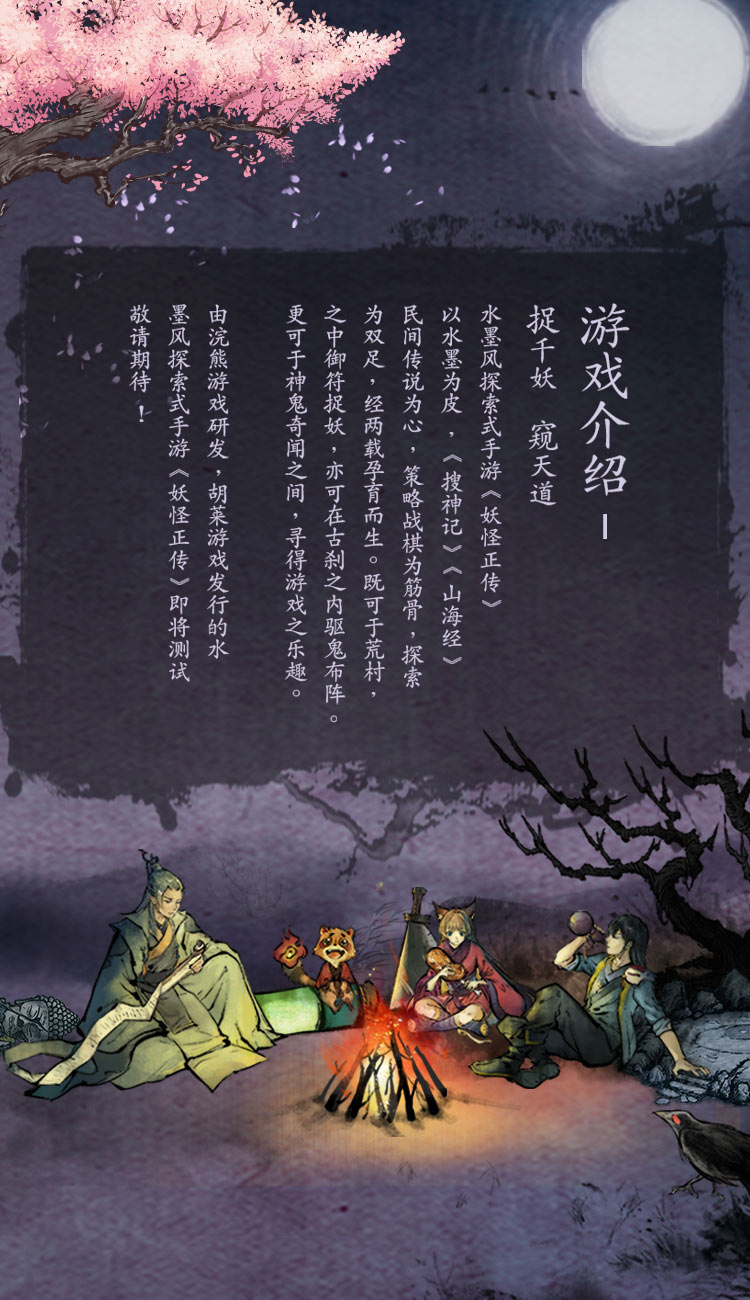 游戏介绍
捉千妖 窥天道
水墨风探索式手游《妖怪正传》
以水墨为皮，《搜神记》《山海经》
民间传说为心，策略战棋为筋骨，探索
为双足，经两载孕育而生。既可于荒村，
之中御符捉妖，亦可在古刹之内驱鬼布阵。
更可于神鬼奇闻之间，寻得游戏之乐趣。
由浣熊游戏研发，胡莱游戏发行的水
墨风探索式手游《妖怪正传》即将测试
敬请期待！